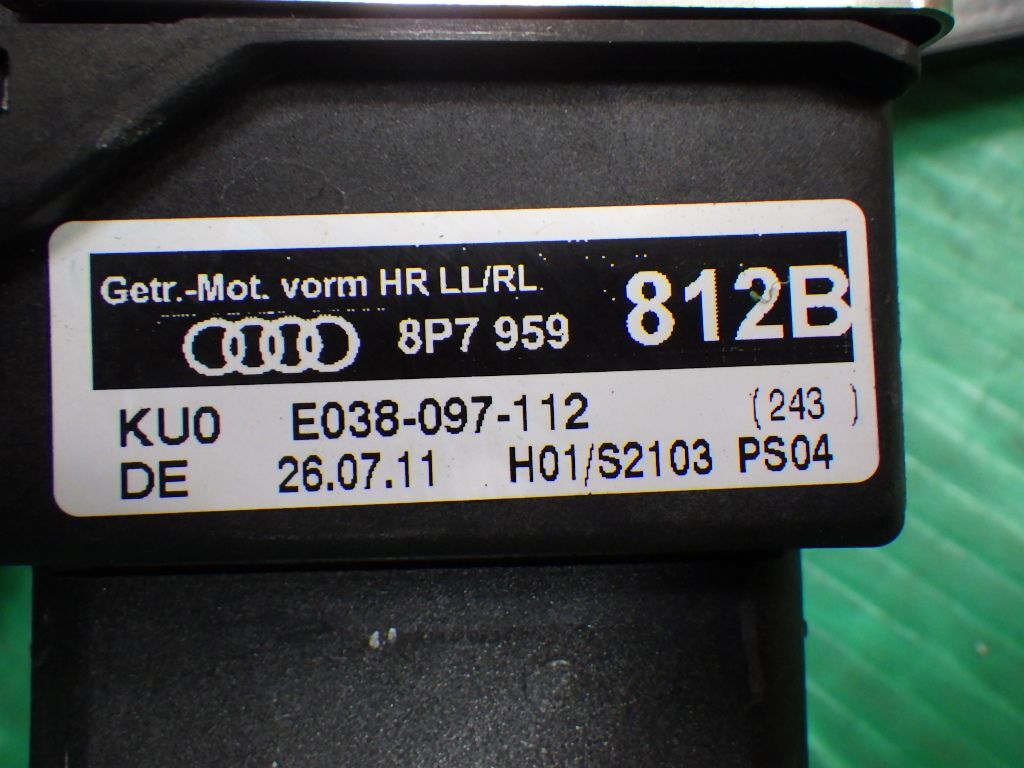 Getr.-Mot. vorm HR LL/RL
8P7 959 812B
KU0 E038-097-112 (243 )
DE 26.07.11 H01/S2103 PS04